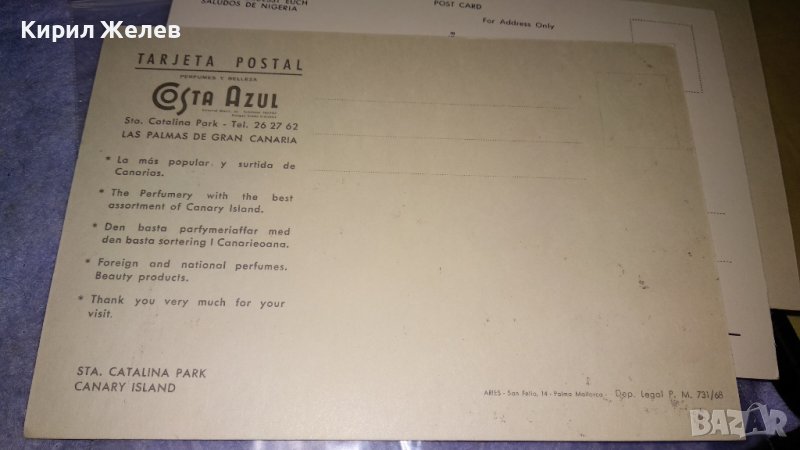 Кирил Желев
SALUDOS DE NIGERIA
POST CARD
For Address Only
TARJETA POSTAL
PERFUMES Y BELLEZA
COSTA AZUL
Sta. Catalina Park - Tel. 26 27 62
LAS PALMAS DE GRAN CANARIA
* La más popular y surtida de
Canarias.
* The Perfumery with the best
assortment of Canary Island.
* Den basta parfymeriaffar med
den basta sortering I Canarieoana.
* Foreign and national perfumes.
Beauty products.
* Thank you very much for your
visit.
STA. CATALINA PARK
CANARY ISLAND
ARIES - San Felio, 14 - Palma Mallorca
Dep. Legal P. M. 731/68
BAZAR